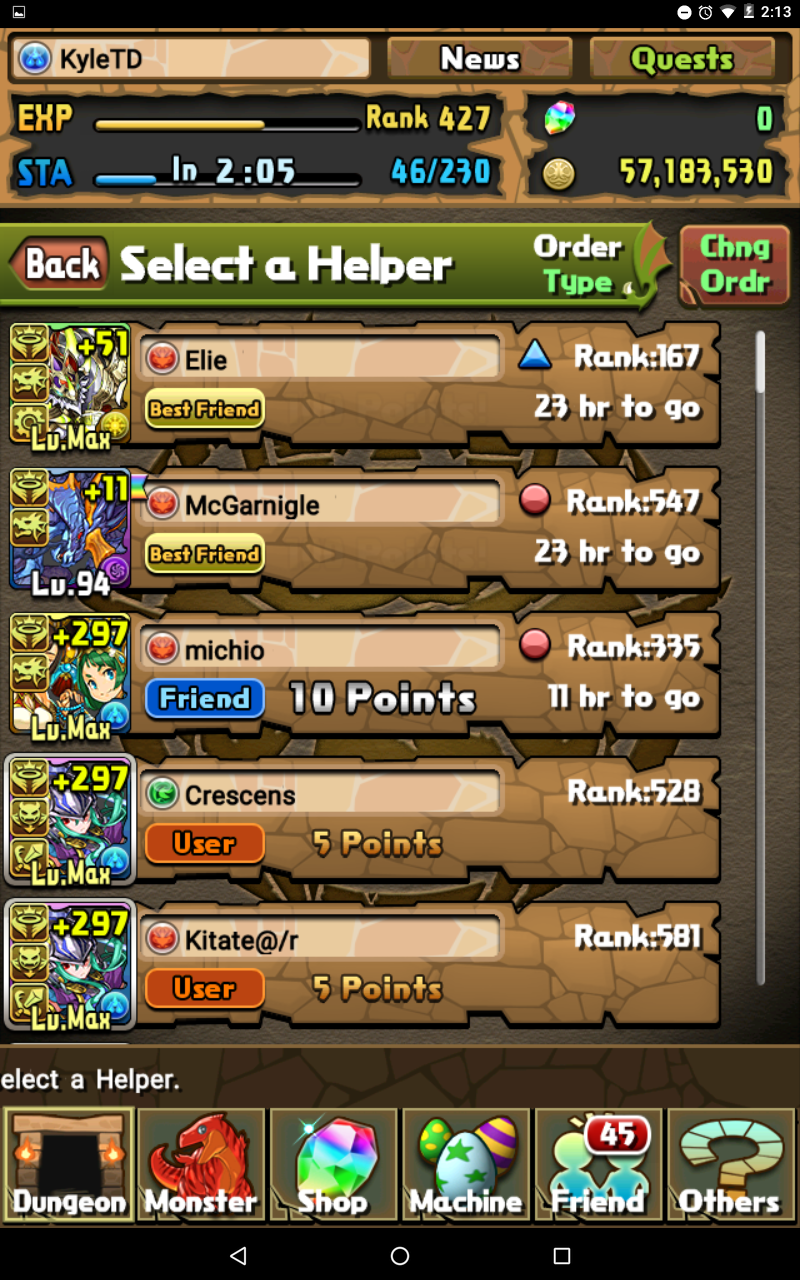 2:13
KyleTD
News
Quests
EXP
Rank 427
0
STA
In 2:05
46/230
57,183,530
Back
Select a Helper
Order
Type
Chng
Ordr
+51
Lv.Max
Elie
Rank:167
Best Friend
23 hr to go
+11
Lv.94
McGarnigle
Rank:547
Best Friend
23 hr to go
+297
Lv.Max
michio
Rank:335
Friend
10 Points
11 hr to go
+297
Lv.Max
Crescens
Rank:528
User
5 Points
+297
Lv.Max
Kitate@/r
Rank:581
User
5 Points
elect a Helper.
Dungeon
Monster
Shop
Machine
45
Friend
Others